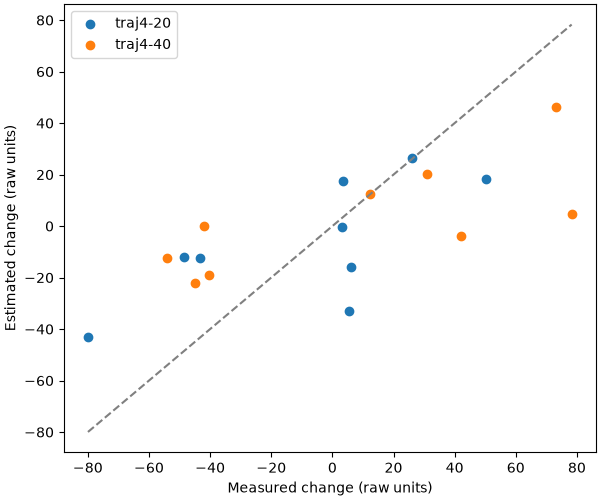 traj4-20
traj4-40
80
60
40
20
0
−20
−40
−60
−80
Estimated change (raw units)
−80 −60 −40 −20 0 20 40 60 80
Measured change (raw units)